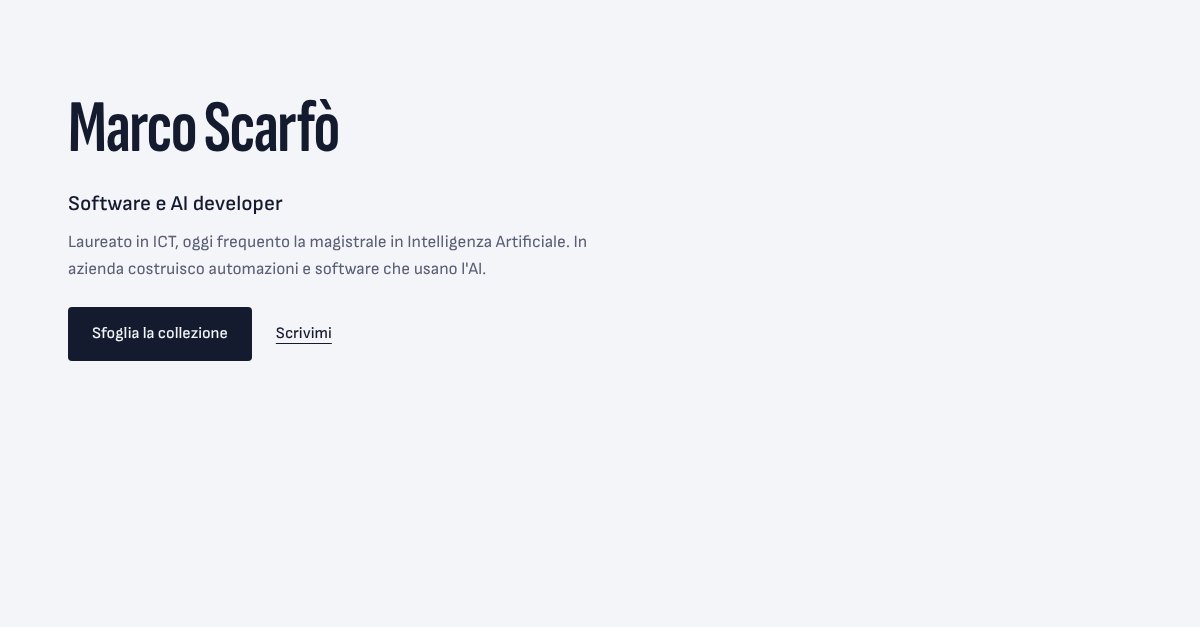 Marco Scarfò
Software e AI developer
Laureato in ICT, oggi frequento la magistrale in Intelligenza Artificiale. In
azienda costruisco automazioni e software che usano l'AI.
Sfoglia la collezione
Scrivimi